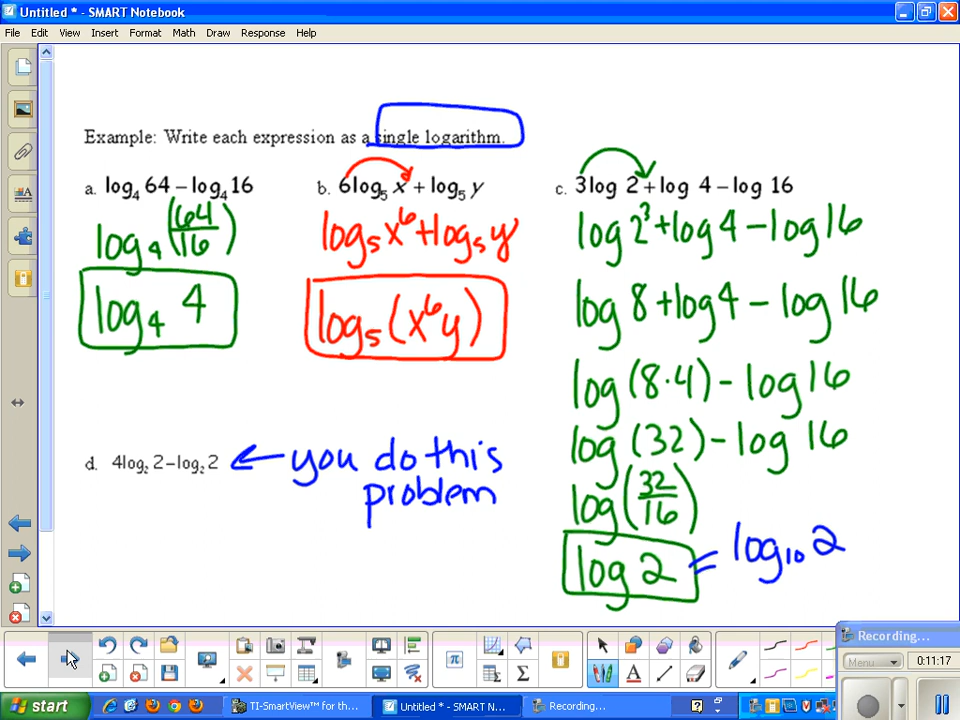 Untitled * - SMART Notebook
File Edit View Insert Format Math Draw Response Help
Example: Write each expression as a single logarithm.
a. log₄ 64 – log₄ 16
log₄ (64/16)
log₄ 4
b. 6log₅ x + log₅ y
log₅ x⁶ + log₅ y
log₅ (x⁶y)
c. 3log 2 + log 4 – log 16
log 2³ + log 4 – log 16
log 8 + log 4 – log 16
log (8·4) – log 16
log (32) – log 16
log (32/16)
log 2 = log₁₀ 2
d. 4log₂ 2 – log₂ 2
you do this
problem
Recording...
Menu
0:11:17
start
TI-SmartView™ for th...
Untitled * - SMART N...
Recording...